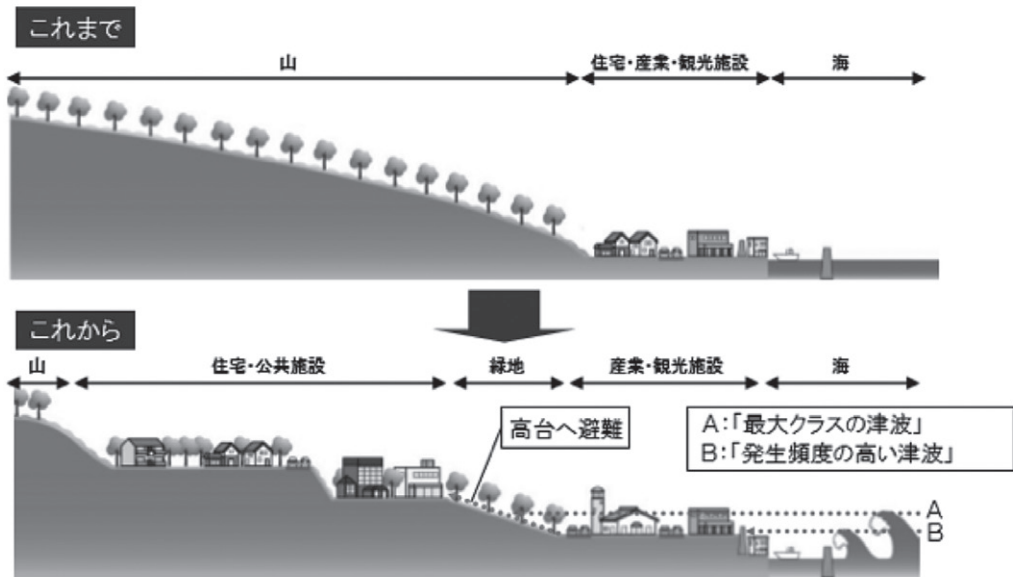 これまで
山
住宅・産業・観光施設
海
これから
山
住宅・公共施設
緑地
産業・観光施設
海
高台へ避難
A:「最大クラスの津波」
B:「発生頻度の高い津波」
A
B